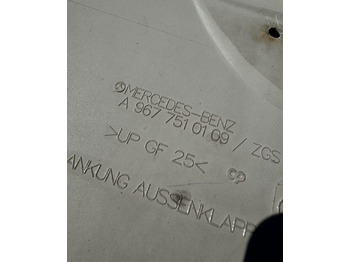 MERCEDES-BENZ
A 967 751 01 09 / ZGS
>UP GF 25<
ANKUNG AUSSENKLAPP